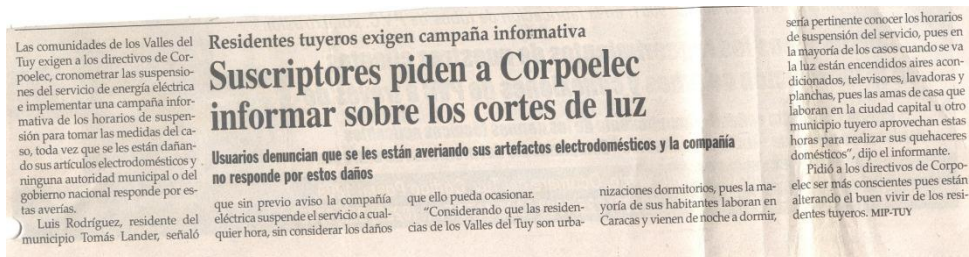 Residentes tuyeros exigen campaña informativa
Suscriptores piden a Corpoelec
informar sobre los cortes de luz
Usuarios denuncian que se les están averiando sus artefactos electrodomésticos y la compañía
no responde por estos daños
Las comunidades de los Valles del
Tuy exigen a los directivos de Cor-
poelec, cronometrar las suspensio-
nes del servicio de energía eléctrica
e implementar una campaña infor-
mativa de los horarios de suspen-
sión para tomar las medidas del ca-
so, toda vez que se les están dañan-
do sus artículos electrodomésticos y
ninguna autoridad municipal o del
gobierno nacional responde por es-
tas averías.
Luis Rodríguez, residente del
municipio Tomás Lander, señaló
que sin previo aviso la compañía
eléctrica suspende el servicio a cual-
quier hora, sin considerar los daños
que ello pueda ocasionar.
“Considerando que las residen-
cias de los Valles del Tuy son urba-
nizaciones dormitorios, pues la ma-
yoría de sus habitantes laboran en
Caracas y vienen de noche a dormir,
sería pertinente conocer los horarios
de suspensión del servicio, pues en
la mayoría de los casos cuando se va
la luz están encendidos aires acon-
dicionados, televisores, lavadoras y
planchas, pues las amas de casa que
laboran en la ciudad capital u otro
municipio tuyero aprovechan estas
horas para realizar sus quehaceres
domésticos”, dijo el informante.
Pidió a los directivos de Corpo-
elec ser más conscientes pues están
alterando el buen vivir de los resi-
dentes tuyeros. MIP-TUY